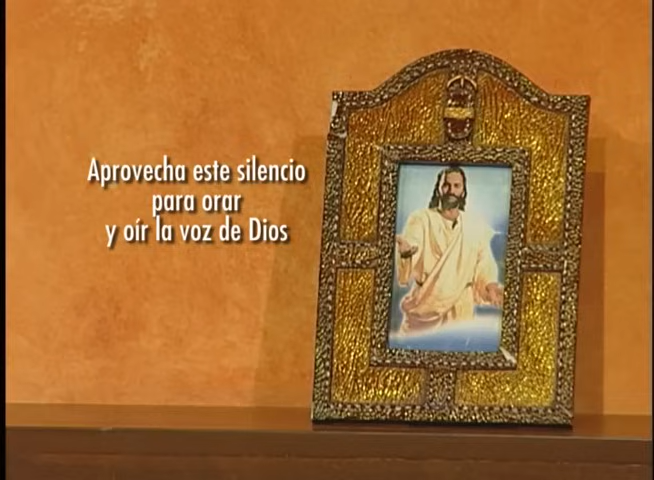 Aprovecha este silencio
para orar
y oír la voz de Dios